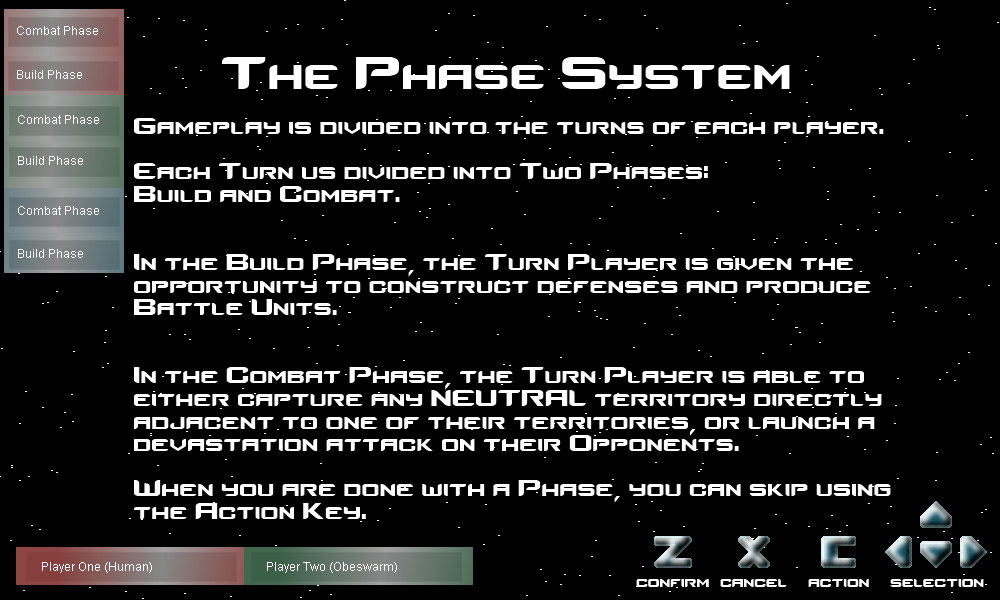 Combat Phase
Build Phase
Combat Phase
Build Phase
Combat Phase
Build Phase
The Phase System
Gameplay is divided into the turns of each player.
Each Turn us divided into Two Phases:
Build and Combat.
In the Build Phase, the Turn Player is given the
opportunity to construct defenses and produce
Battle Units.
In the Combat Phase, the Turn Player is able to
either capture any NEUTRAL territory directly
adjacent to one of their territories, or launch a
devastation attack on their Opponents.
When you are done with a Phase, you can skip using
the Action Key.
Player One (Human)
Player Two (Obeswarm)
Z X C
Confirm Cancel Action Selection